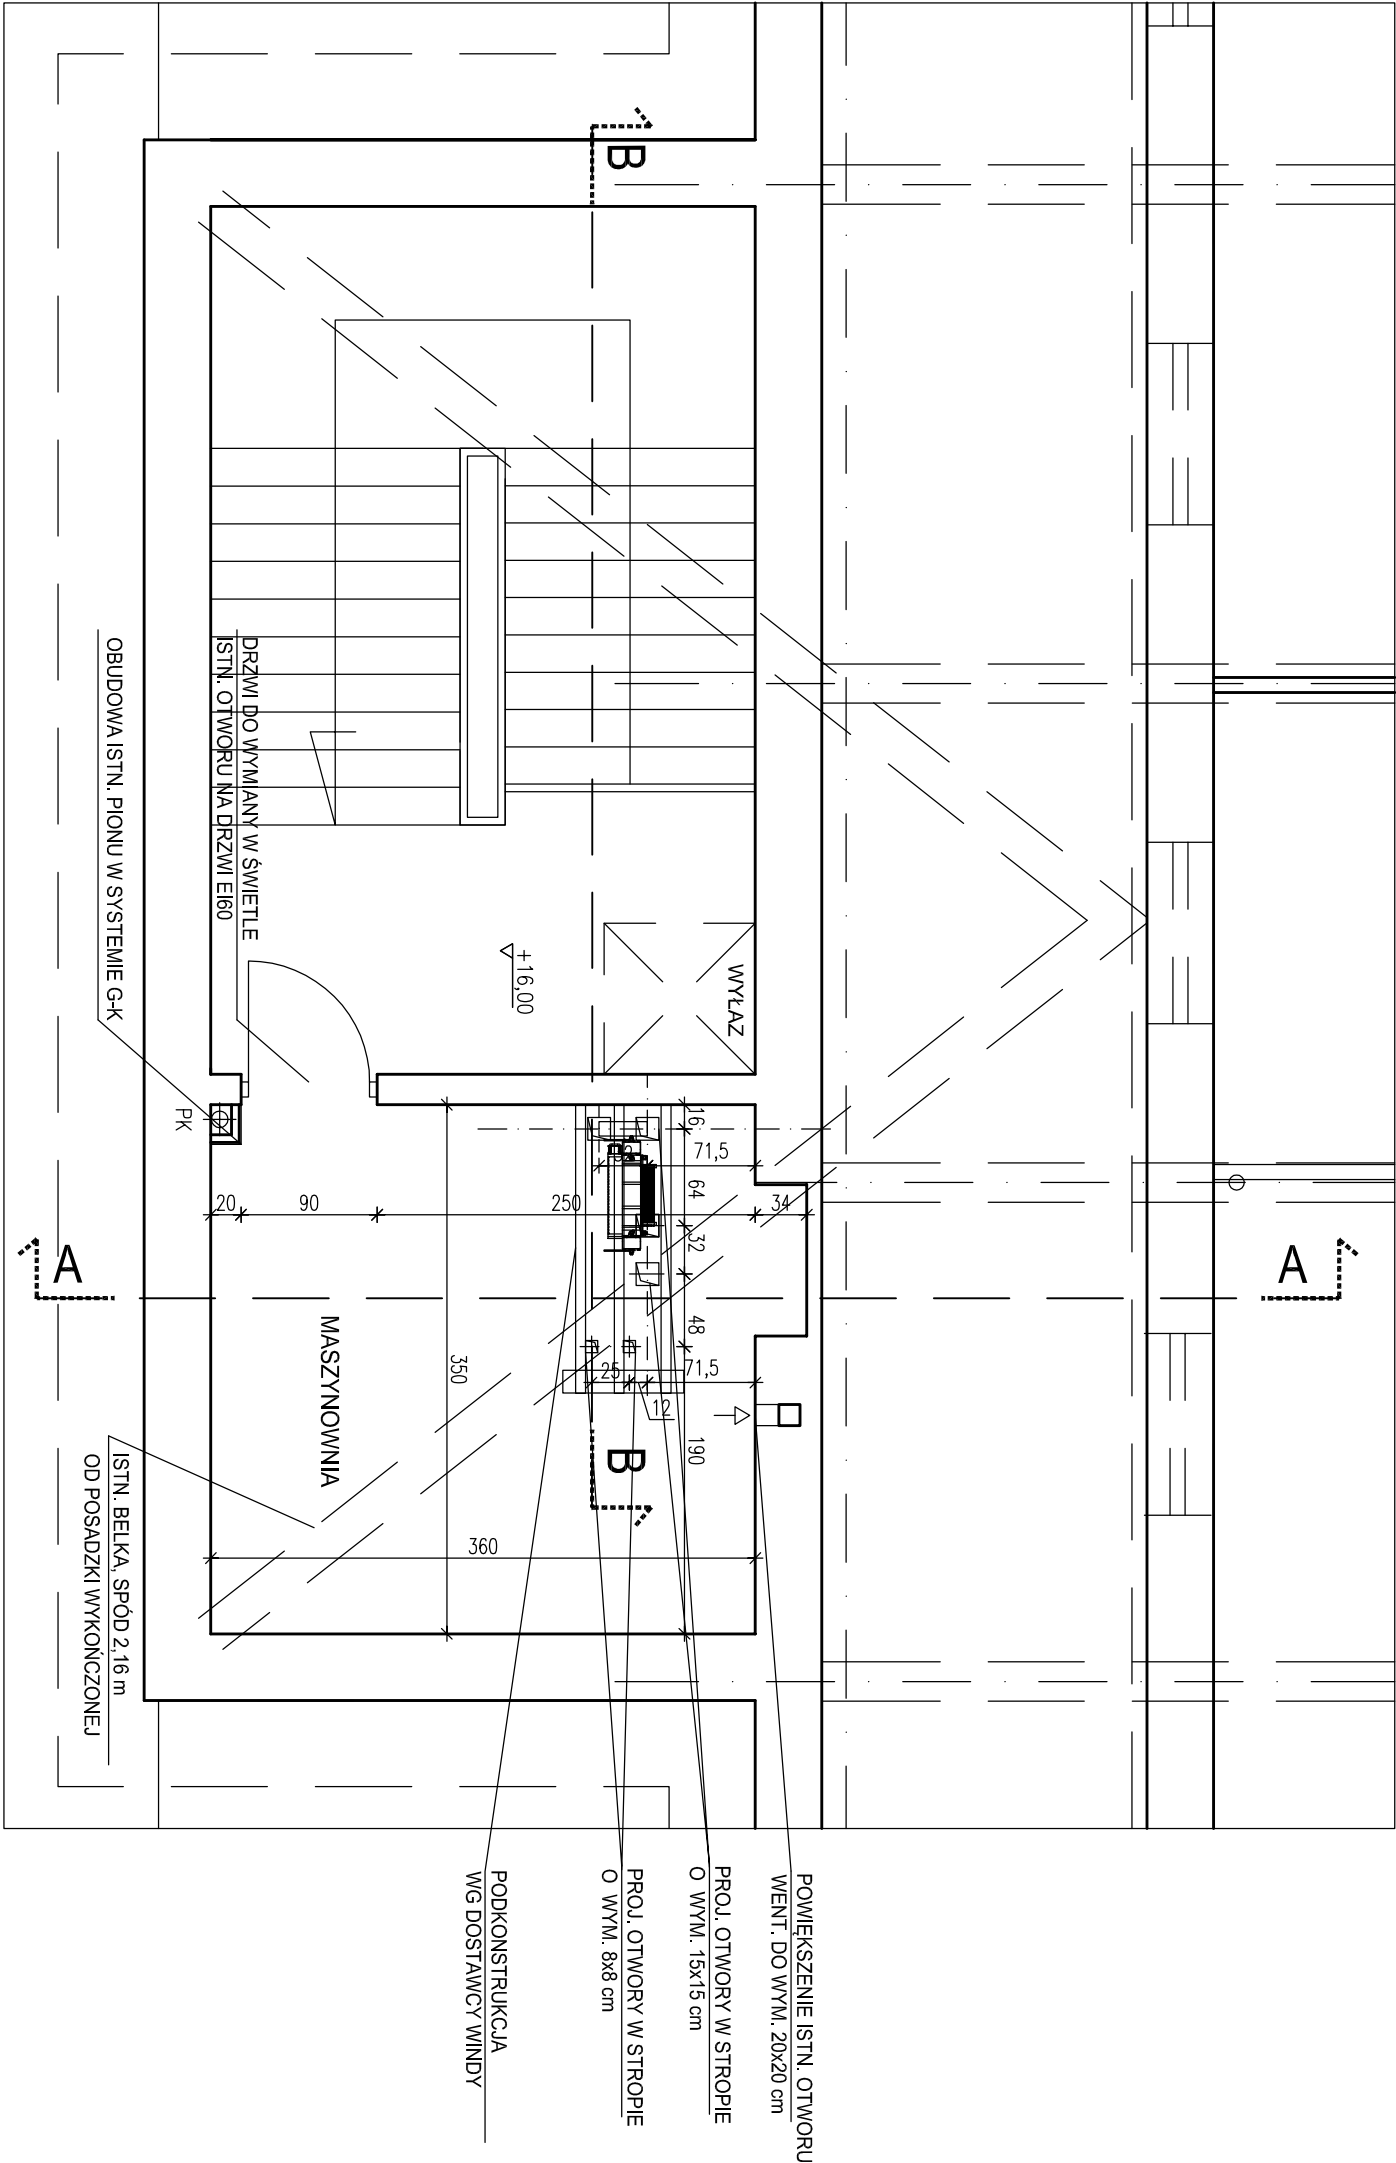 B
WYŁAZ
+16,00
DRZWI DO WYMIANY W ŚWIETLE
ISTN. OTWORU NA DRZWI EI60
OBUDOWA ISTN. PIONU W SYSTEMIE G-K
PK
16
71,5
64
20
90
250
34
32
A
A
48
MASZYNOWNIA
350
25
71,5
12
190
B
360
ISTN. BELKA, SPÓD 2,16 m
OD POSADZKI WYKOŃCZONEJ
POWIĘKSZENIE ISTN. OTWORU
WENT. DO WYM. 20x20 cm
PROJ. OTWORY W STROPIE
O WYM. 15x15 cm
PROJ. OTWORY W STROPIE
O WYM. 8x8 cm
PODKONSTRUKCJA
WG DOSTAWCY WINDY